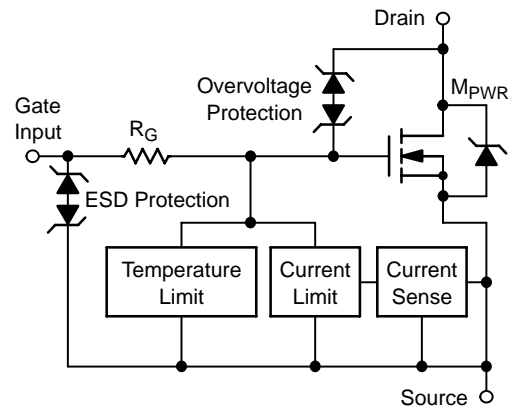 Drain
Overvoltage
Protection
M_PWR
Gate
Input
R_G
ESD Protection
Temperature
Limit
Current
Limit
Current
Sense
Source